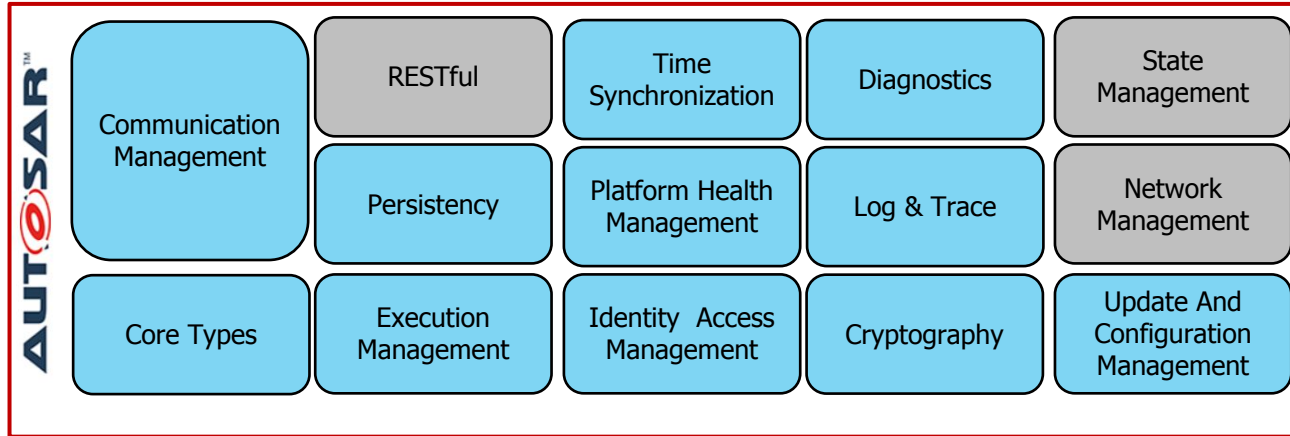 AUTOSAR™
Communication
Management
RESTful
Time
Synchronization
Diagnostics
State
Management
Persistency
Platform Health
Management
Log & Trace
Network
Management
Core Types
Execution
Management
Identity Access
Management
Cryptography
Update And
Configuration
Management